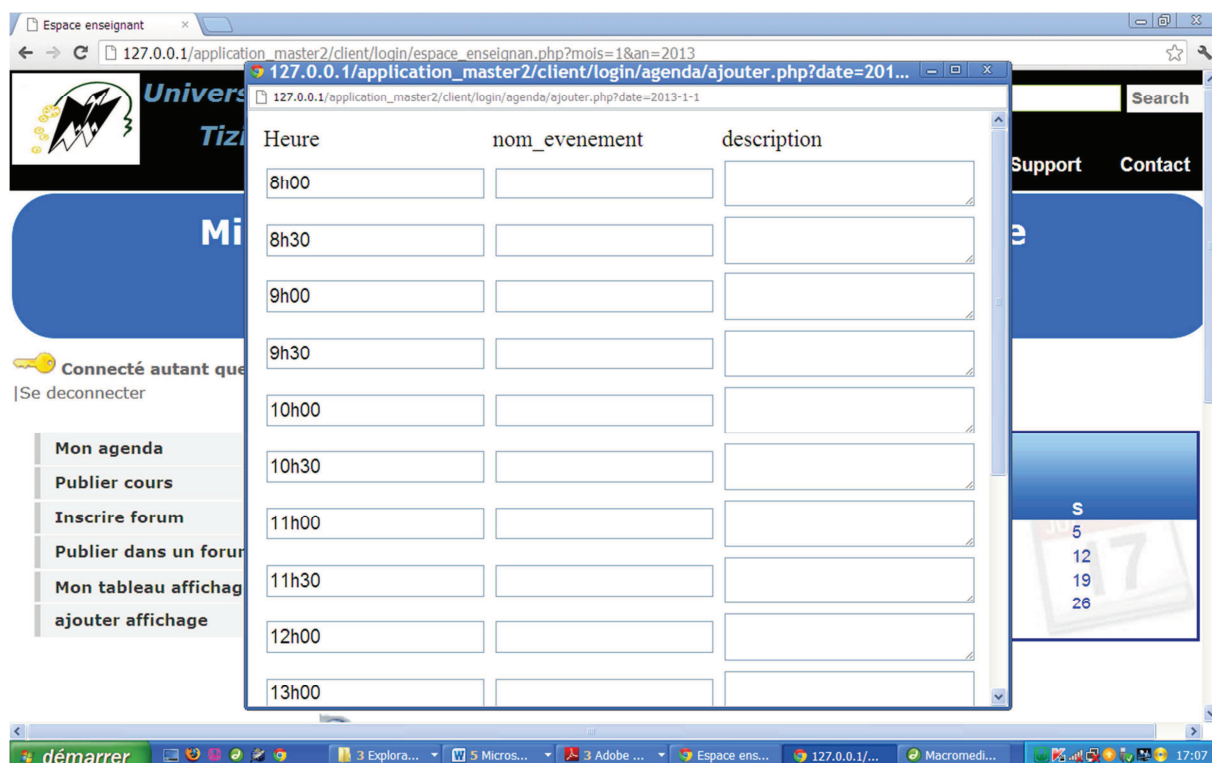 Espace enseignant
127.0.0.1/application_master2/client/login/espace_enseignan.php?mois=1&an=2013
127.0.0.1/application_master2/client/login/agenda/ajouter.php?date=201...
127.0.0.1/application_master2/client/login/agenda/ajouter.php?date=2013-1-1
Univers
Tizi
Search
Support Contact
Mi
e
Connecté autant que
|Se deconnecter
Mon agenda
Publier cours
Inscrire forum
Publier dans un forum
Mon tableau affichag
ajouter affichage
Heure nom_evenement description
8h00
8h30
9h00
9h30
10h00
10h30
11h00
11h30
12h00
13h00
S
5
12
19
26
17
démarrer 3 Explora... 5 Micros... 3 Adobe ... Espace ens... 127.0.0.1/... Macromedi... 17:07